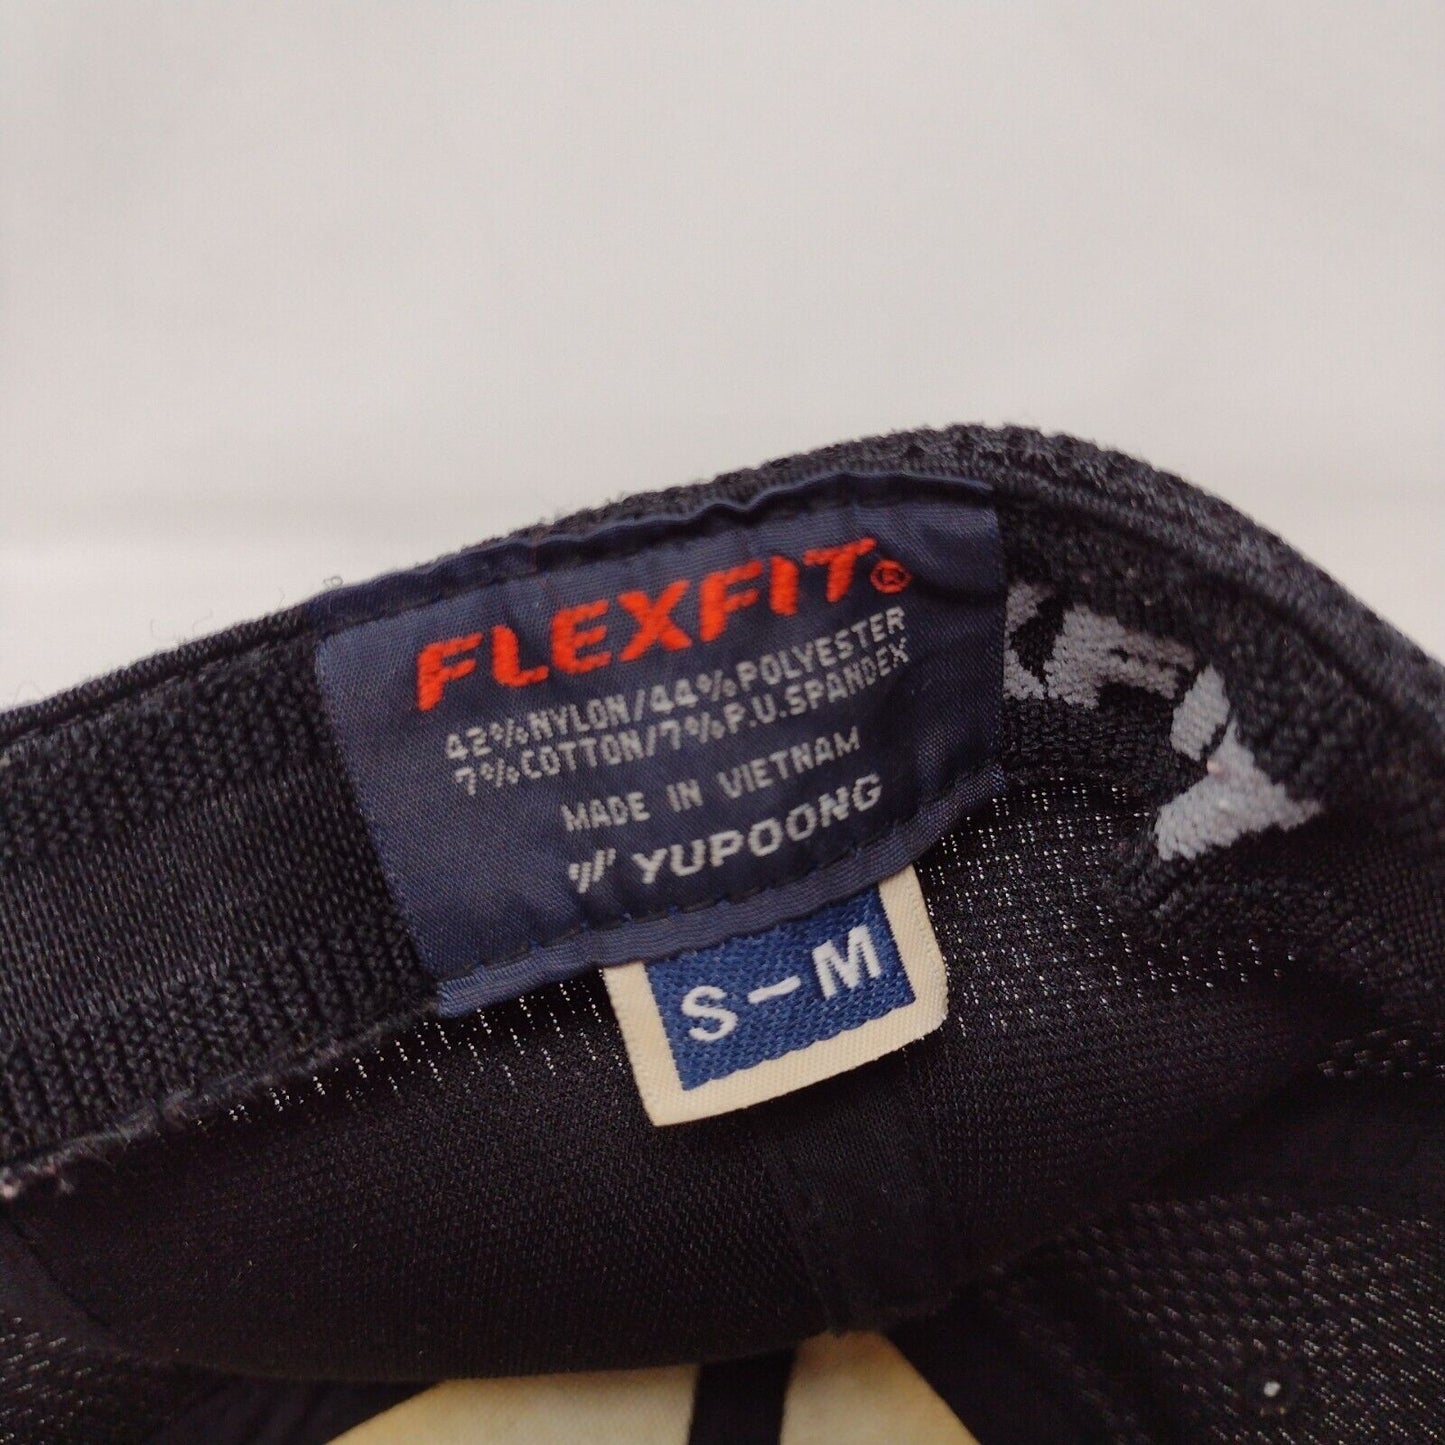 FLEXFIT®
42%NYLON/44%POLYESTER
7%COTTON/7%P.U.SPANDEX
MADE IN VIETNAM
YUPOONG
S-M